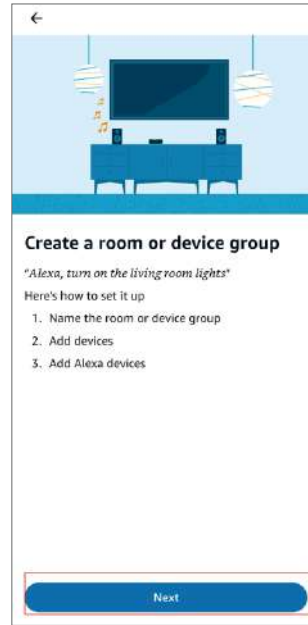 Create a room or device group
"Alexa, turn on the living room lights"
Here's how to set it up
1. Name the room or device group
2. Add devices
3. Add Alexa devices
Next